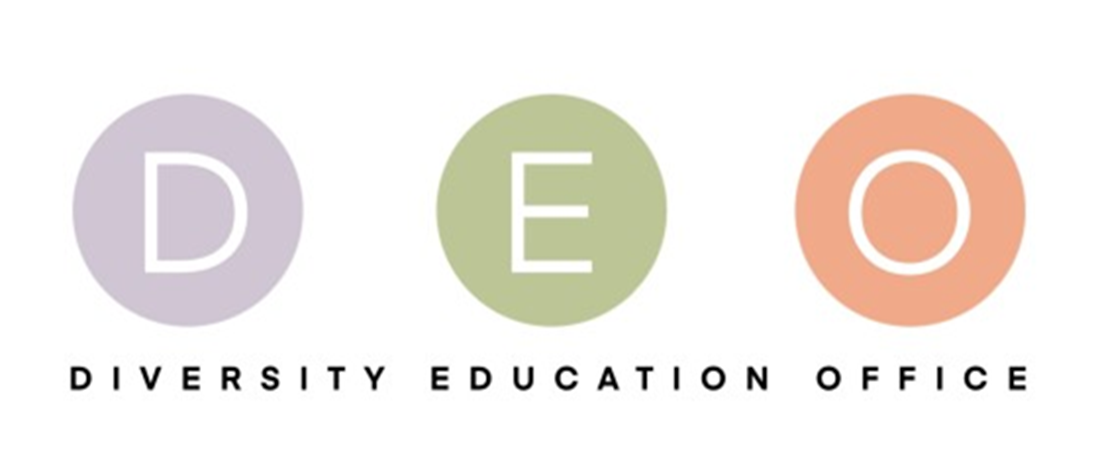 D E O
DIVERSITY EDUCATION OFFICE